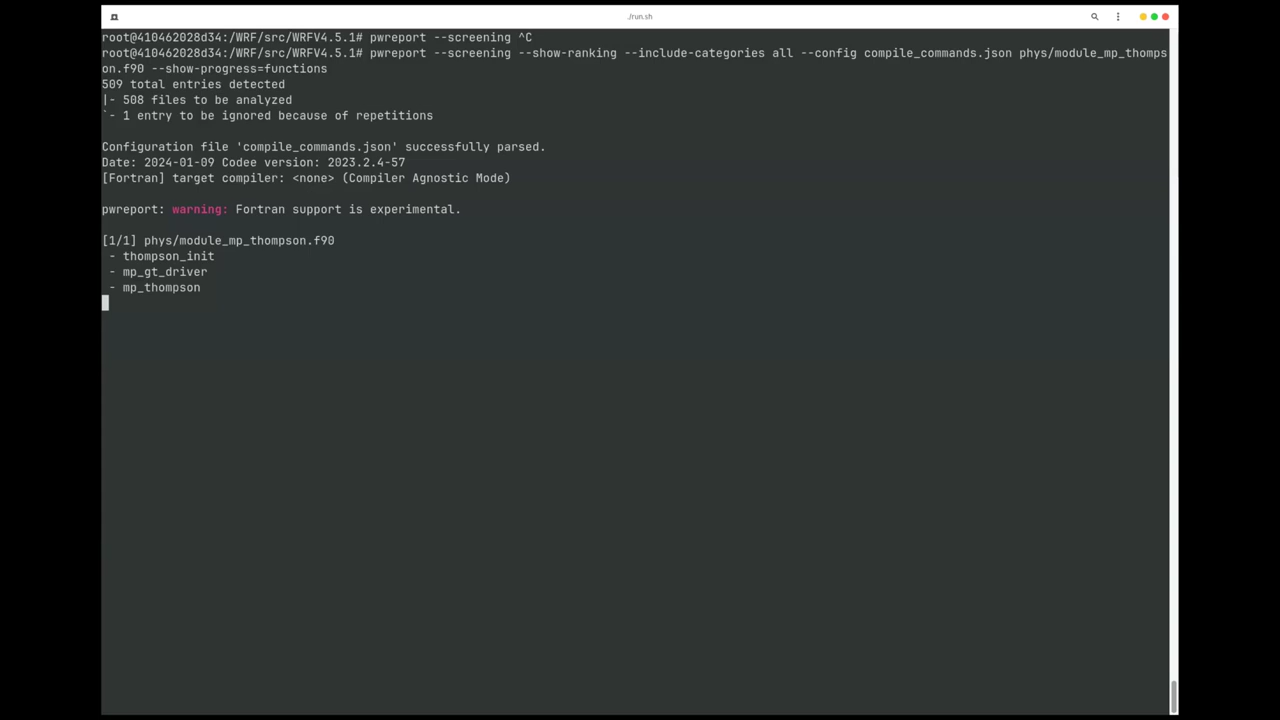 ./run.sh
root@410462028d34:/WRF/src/WRFV4.5.1# pwreport --screening ^C
root@410462028d34:/WRF/src/WRFV4.5.1# pwreport --screening --show-ranking --include-categories all --config compile_commands.json phys/module_mp_thomps
on.f90 --show-progress=functions
509 total entries detected
|- 508 files to be analyzed
`- 1 entry to be ignored because of repetitions
Configuration file 'compile_commands.json' successfully parsed.
Date: 2024-01-09 Codee version: 2023.2.4-57
[Fortran] target compiler: <none> (Compiler Agnostic Mode)
pwreport: warning: Fortran support is experimental.
[1/1] phys/module_mp_thompson.f90
- thompson_init
- mp_gt_driver
- mp_thompson